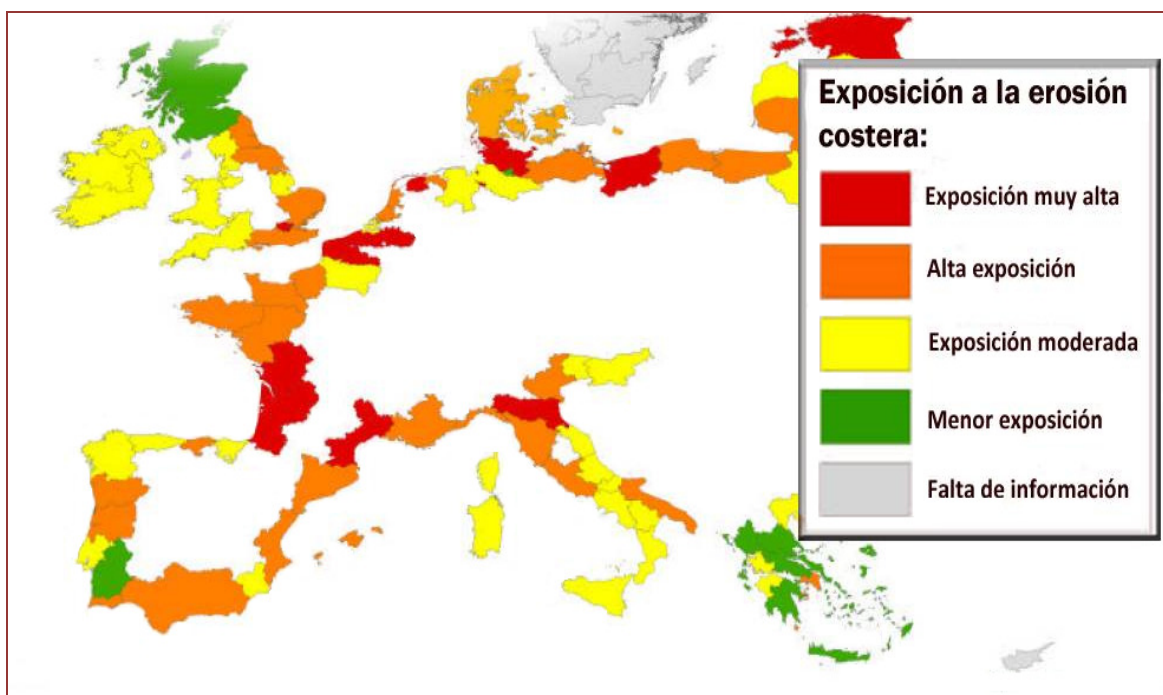 Exposición a la erosión
costera:
Exposición muy alta
Alta exposición
Exposición moderada
Menor exposición
Falta de información